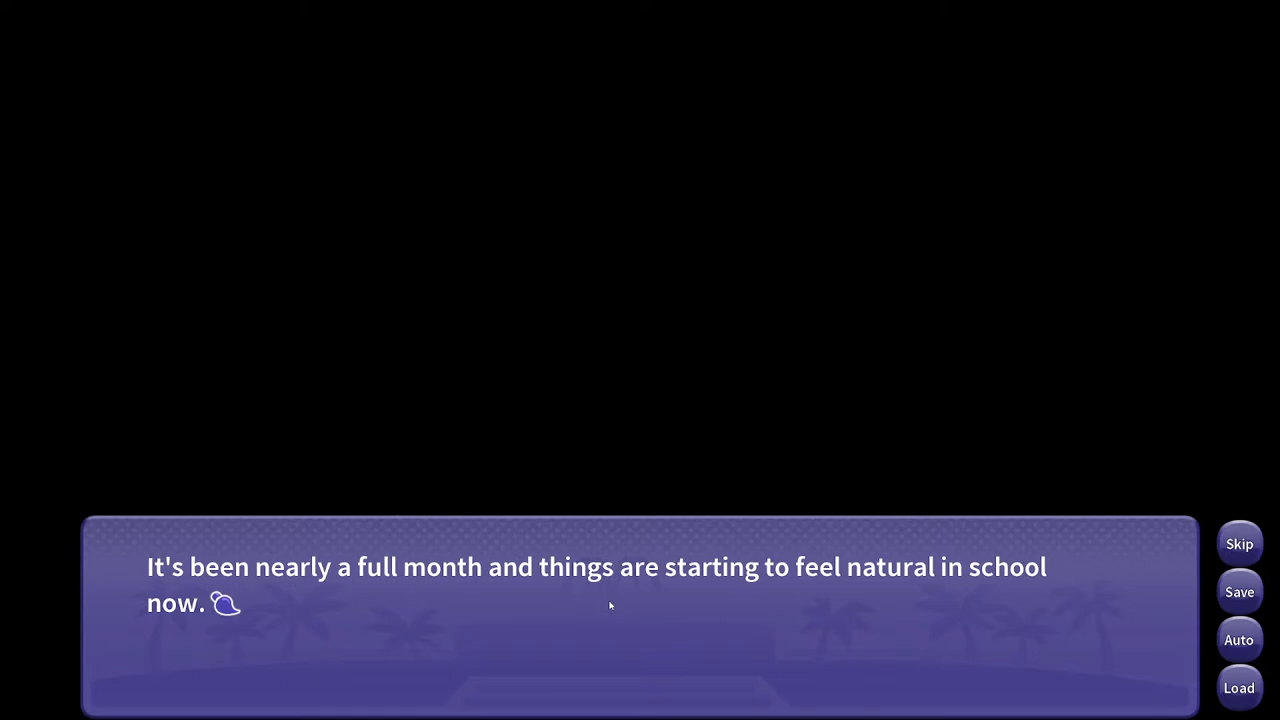 It's been nearly a full month and things are starting to feel natural in school
now.
Skip
Save
Auto
Load